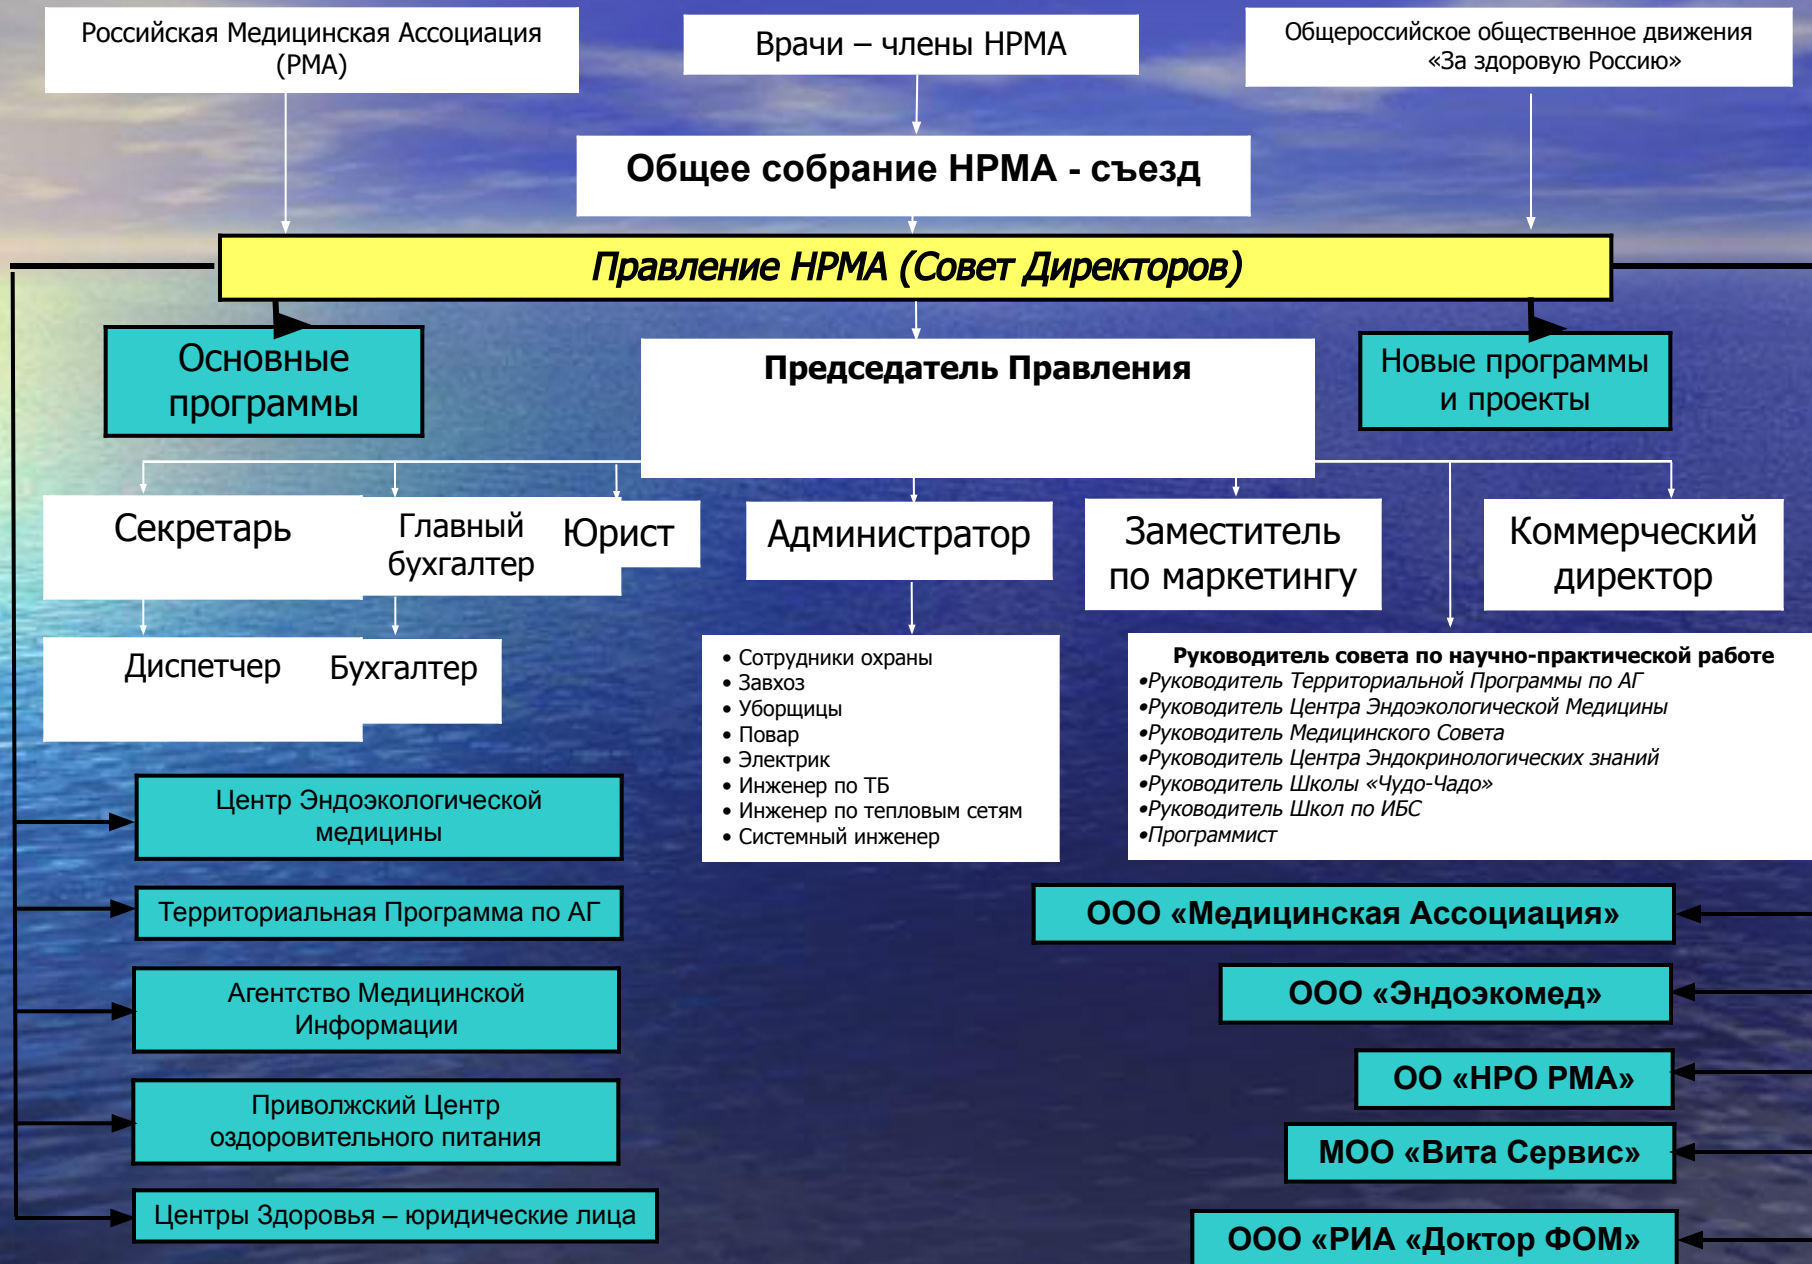 Российская Медицинская Ассоциация
(РМА)
Врачи – члены НРМА
Общероссийское общественное движения
«За здоровую Россию»
Общее собрание НРМА - съезд
Правление НРМА (Совет Директоров)
Основные
программы
Председатель Правления
Новые программы
и проекты
Секретарь
Главный
бухгалтер
Юрист
Администратор
Заместитель
по маркетингу
Коммерческий
директор
Диспетчер
Бухгалтер
• Сотрудники охраны
• Завхоз
• Уборщицы
• Повар
• Электрик
• Инженер по ТБ
• Инженер по тепловым сетям
• Системный инженер
Руководитель совета по научно-практической работе
•Руководитель Территориальной Программы по АГ
•Руководитель Центра Эндоэкологической Медицины
•Руководитель Медицинского Совета
•Руководитель Центра Эндокринологических знаний
•Руководитель Школы «Чудо-Чадо»
•Руководитель Школ по ИБС
•Программист
Центр Эндоэкологической
медицины
Территориальная Программа по АГ
Агентство Медицинской
Информации
Приволжский Центр
оздоровительного питания
Центры Здоровья – юридические лица
ООО «Медицинская Ассоциация»
ООО «Эндоэкомед»
ОО «НРО РМА»
МОО «Вита Сервис»
ООО «РИА «Доктор ФОМ»